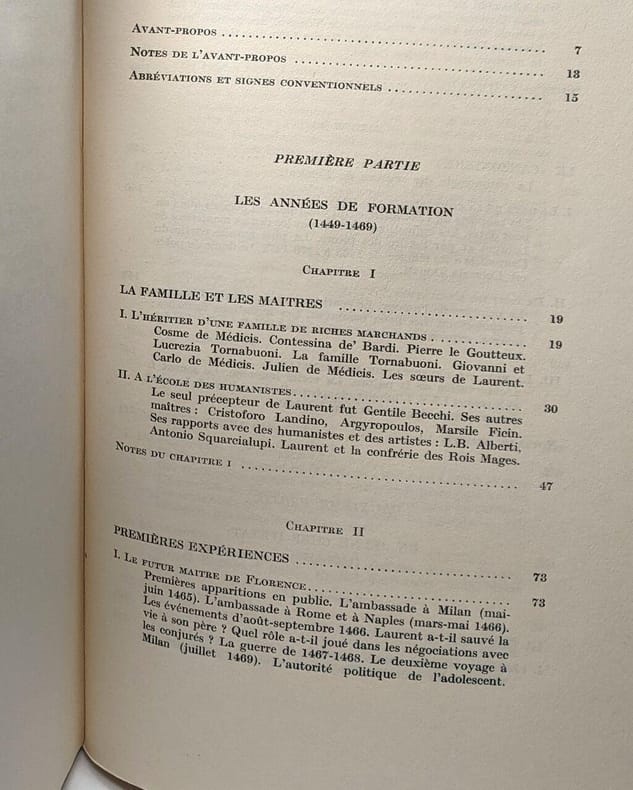 AVANT-PROPOS ........ 7
NOTES DE L'AVANT-PROPOS ........ 13
ABRÉVIATIONS ET SIGNES CONVENTIONNELS ........ 15
PREMIÈRE PARTIE
LES ANNÉES DE FORMATION
(1449-1469)
CHAPITRE I
LA FAMILLE ET LES MAITRES ........ 19
I. L'HÉRITIER D'UNE FAMILLE DE RICHES MARCHANDS ........ 19
Cosme de Médicis. Contessina de' Bardi. Pierre le Goutteux.
Lucrezia Tornabuoni. La famille Tornabuoni. Giovanni et
Carlo de Médicis. Julien de Médicis. Les sœurs de Laurent.
II. A L'ÉCOLE DES HUMANISTES ........ 30
Le seul précepteur de Laurent fut Gentile Becchi. Ses autres
maîtres : Cristoforo Landino, Argyropoulos, Marsile Ficin.
Ses rapports avec des humanistes et des artistes : L.B. Alberti,
Antonio Squarcialupi. Laurent et la confrérie des Rois Mages.
NOTES DU CHAPITRE I ........ 47
CHAPITRE II
PREMIÈRES EXPÉRIENCES ........ 73
I. LE FUTUR MAITRE DE FLORENCE ........ 73
Premières apparitions en public. L'ambassade à Milan (mai-
juin 1465). L'ambassade à Rome et à Naples (mars-mai 1466).
Les événements d'août-septembre 1466. Laurent a-t-il sauvé la
vie à son père ? Quel rôle a-t-il joué dans les négociations avec
les conjurés ? La guerre de 1467-1468. Le deuxième voyage à
Milan (juillet 1469). L'autorité politique de l'adolescent.